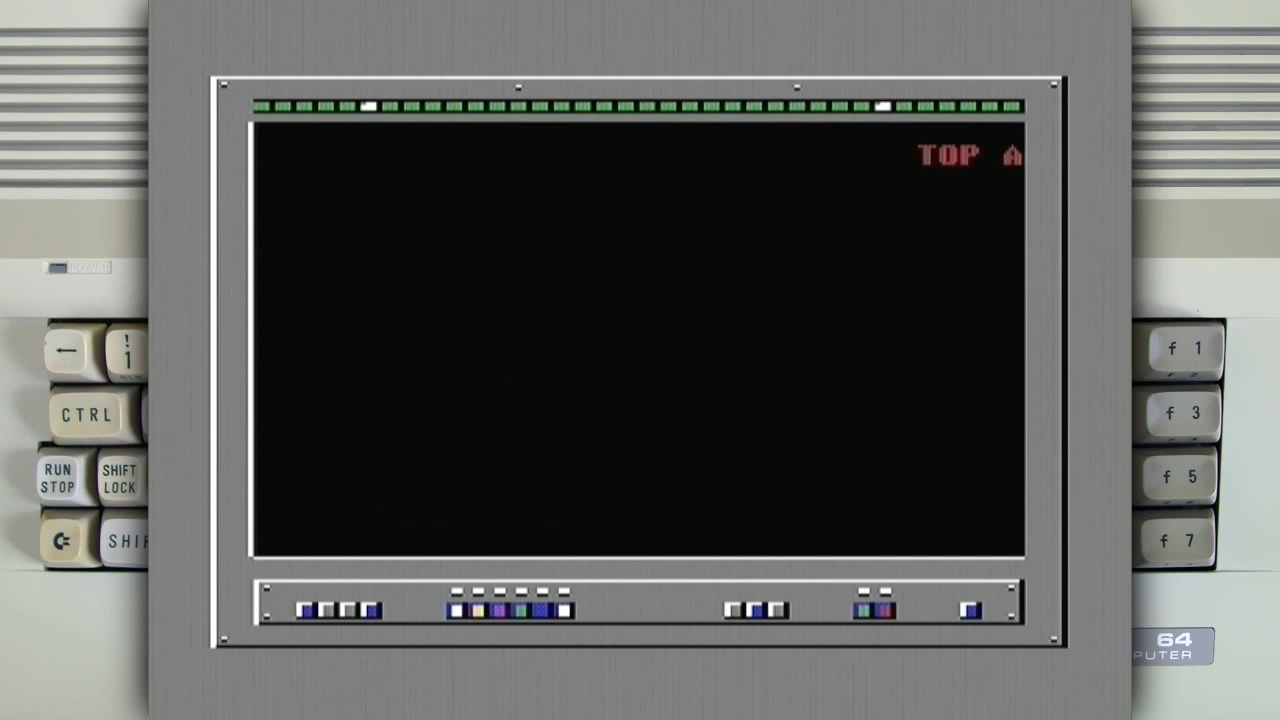 TOP A
←
!
1
CTRL
RUN STOP
SHIFT LOCK
SHIF
f 1
f 3
f 5
f 7
64
PUTER